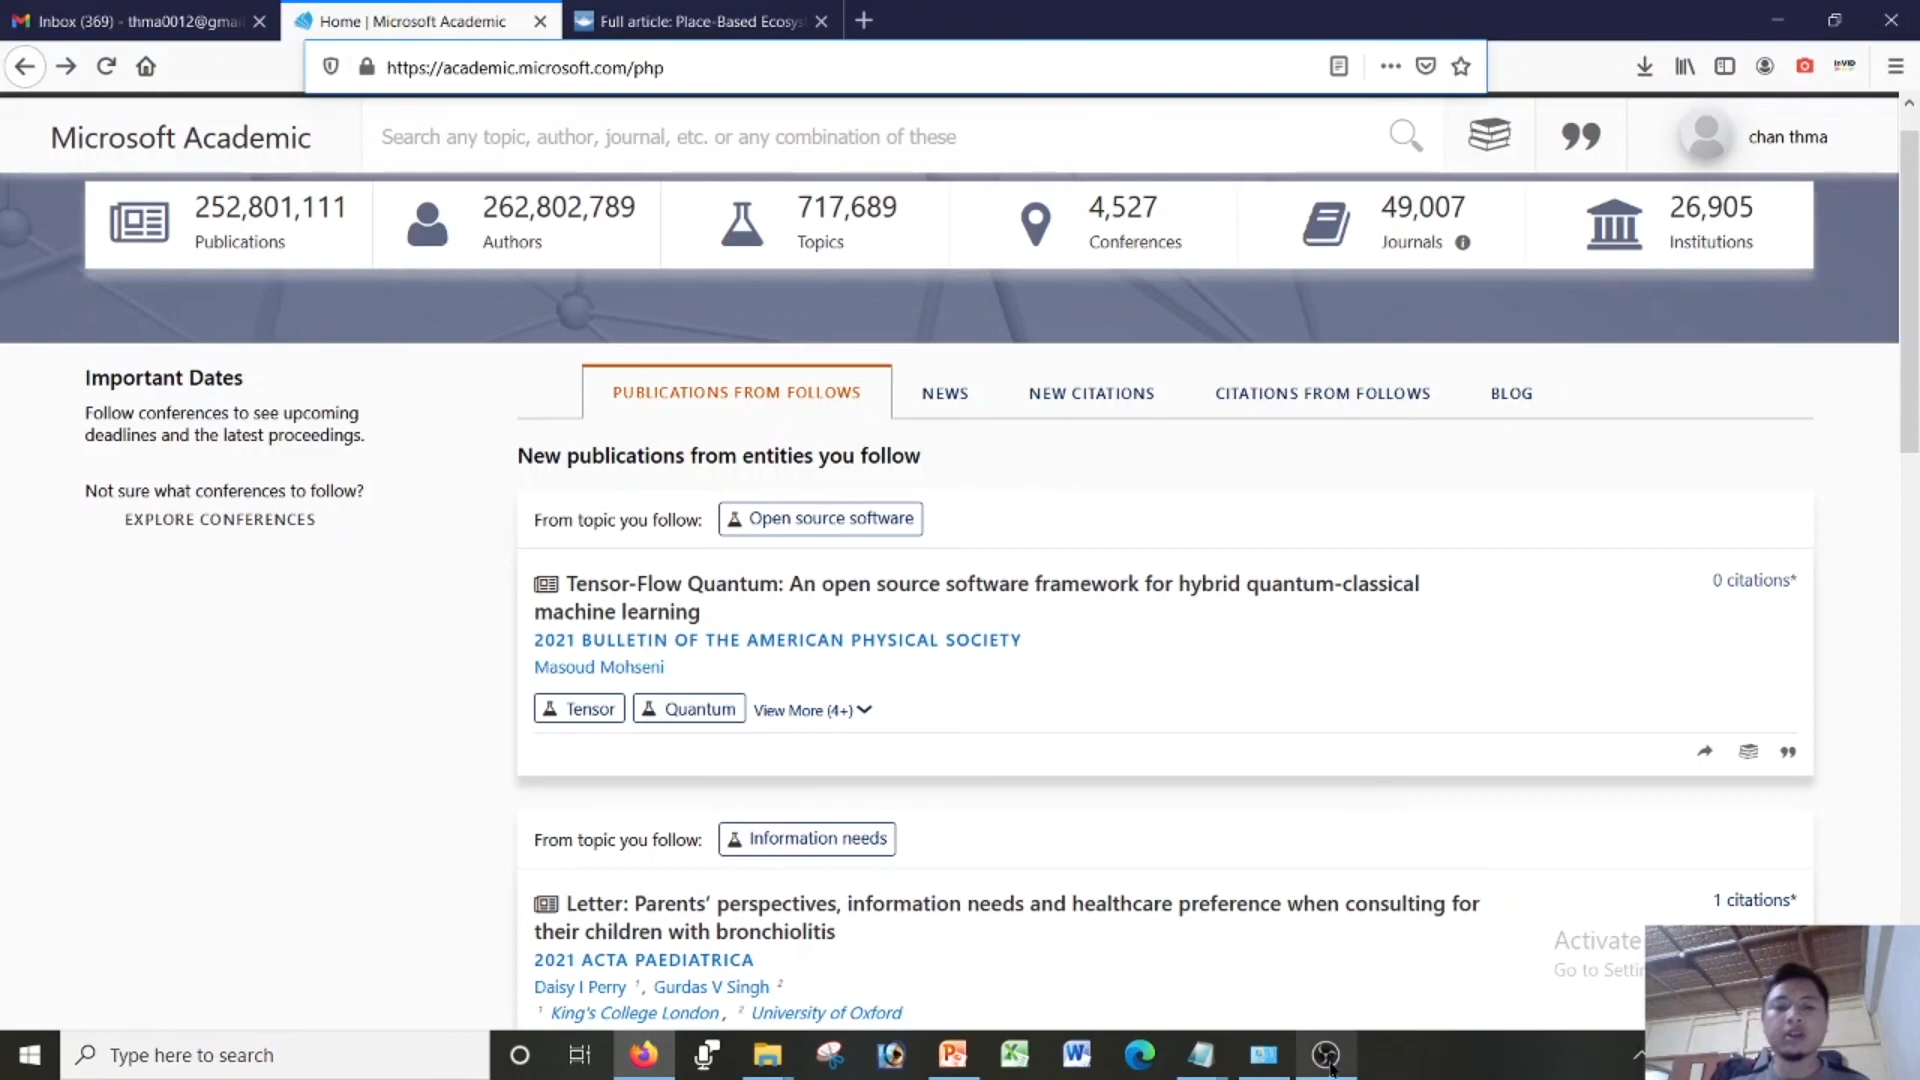 Inbox (369) - thma0012@gmai
Home | Microsoft Academic
Full article: Place-Based Ecosys
https://academic.microsoft.com/php
InVID
Microsoft Academic
Search any topic, author, journal, etc. or any combination of these
chan thma
252,801,111
Publications
262,802,789
Authors
717,689
Topics
4,527
Conferences
49,007
Journals
26,905
Institutions
Important Dates
Follow conferences to see upcoming
deadlines and the latest proceedings.
Not sure what conferences to follow?
EXPLORE CONFERENCES
PUBLICATIONS FROM FOLLOWS
NEWS
NEW CITATIONS
CITATIONS FROM FOLLOWS
BLOG
New publications from entities you follow
From topic you follow: Open source software
Tensor-Flow Quantum: An open source software framework for hybrid quantum-classical
machine learning
0 citations*
2021 BULLETIN OF THE AMERICAN PHYSICAL SOCIETY
Masoud Mohseni
Tensor Quantum View More (4+)
From topic you follow: Information needs
Letter: Parents' perspectives, information needs and healthcare preference when consulting for
their children with bronchiolitis
1 citations*
2021 ACTA PAEDIATRICA
Daisy I Perry 1, Gurdas V Singh 2
1 King's College London, 2 University of Oxford
Activate
Go to Settin
Type here to search